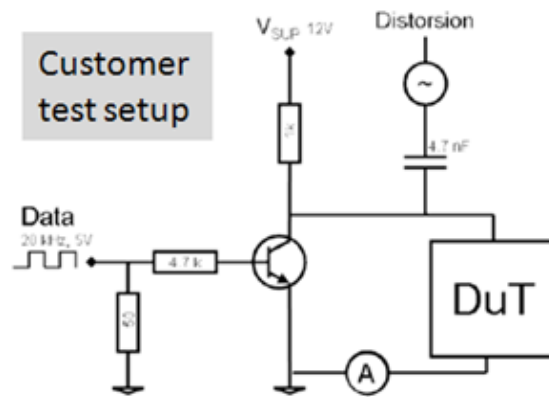 Customer
test setup
V_SUP 12V
Distorsion
1k
4.7 nF
Data
20 kHz, 5V
4.7 k
50
DuT
A